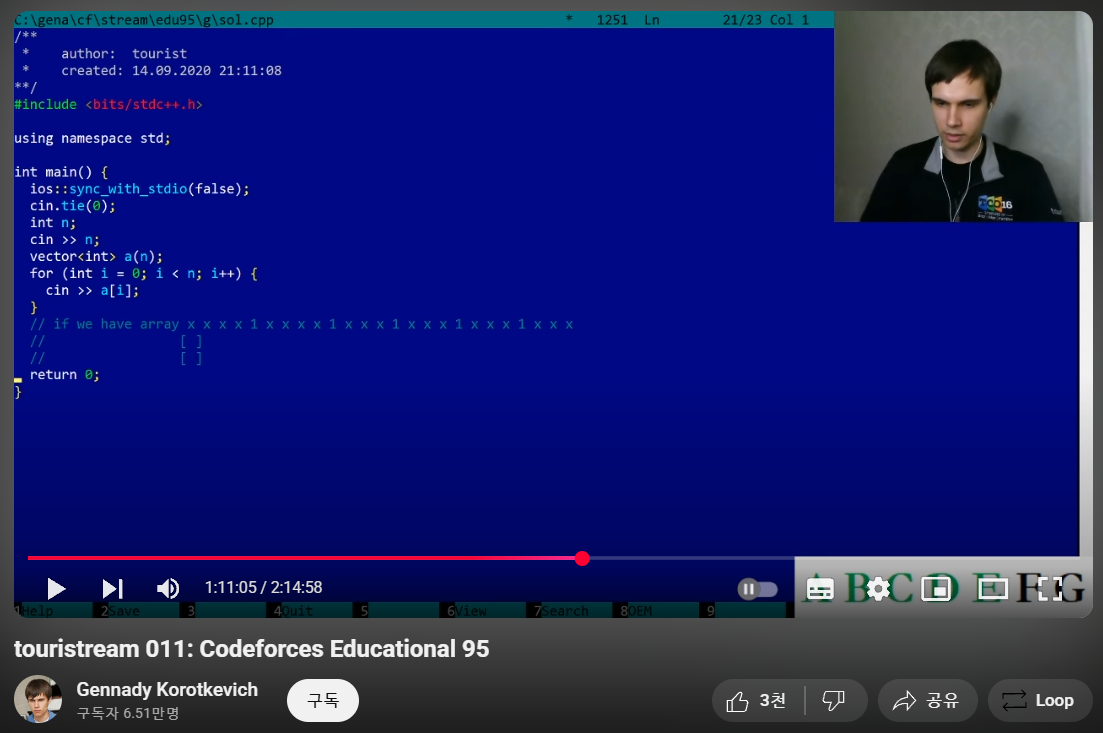 C:\gena\cf\stream\edu95\g\sol.cpp * 1251 Ln 21/23 Col 1
/**
 * author: tourist
 * created: 14.09.2020 21:11:08
**/
#include <bits/stdc++.h>
using namespace std;
int main() {
ios::sync_with_stdio(false);
cin.tie(0);
int n;
cin >> n;
vector<int> a(n);
for (int i = 0; i < n; i++) {
cin >> a[i];
}
// if we have array x x x x 1 x x x x 1 x x x 1 x x x 1 x x x 1 x x x
// [ ]
// [ ]
return 0;
}
1:11:05 / 2:14:58
A B C D E F G
1Help 2Save 3 4Quit 5 6View 7Search 8OEM 9
touristream 011: Codeforces Educational 95
Gennady Korotkevich
구독자 6.51만명
구독
3천
공유
Loop